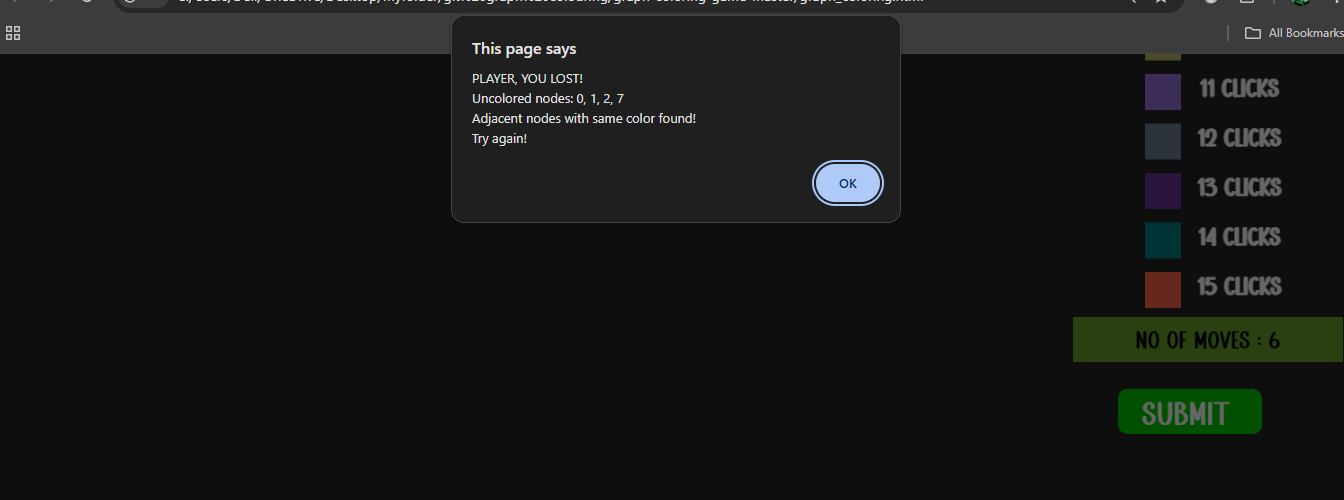 All Bookmarks
This page says
PLAYER, YOU LOST!
Uncolored nodes: 0, 1, 2, 7
Adjacent nodes with same color found!
Try again!
OK
11 CLICKS
12 CLICKS
13 CLICKS
14 CLICKS
15 CLICKS
NO OF MOVES : 6
SUBMIT